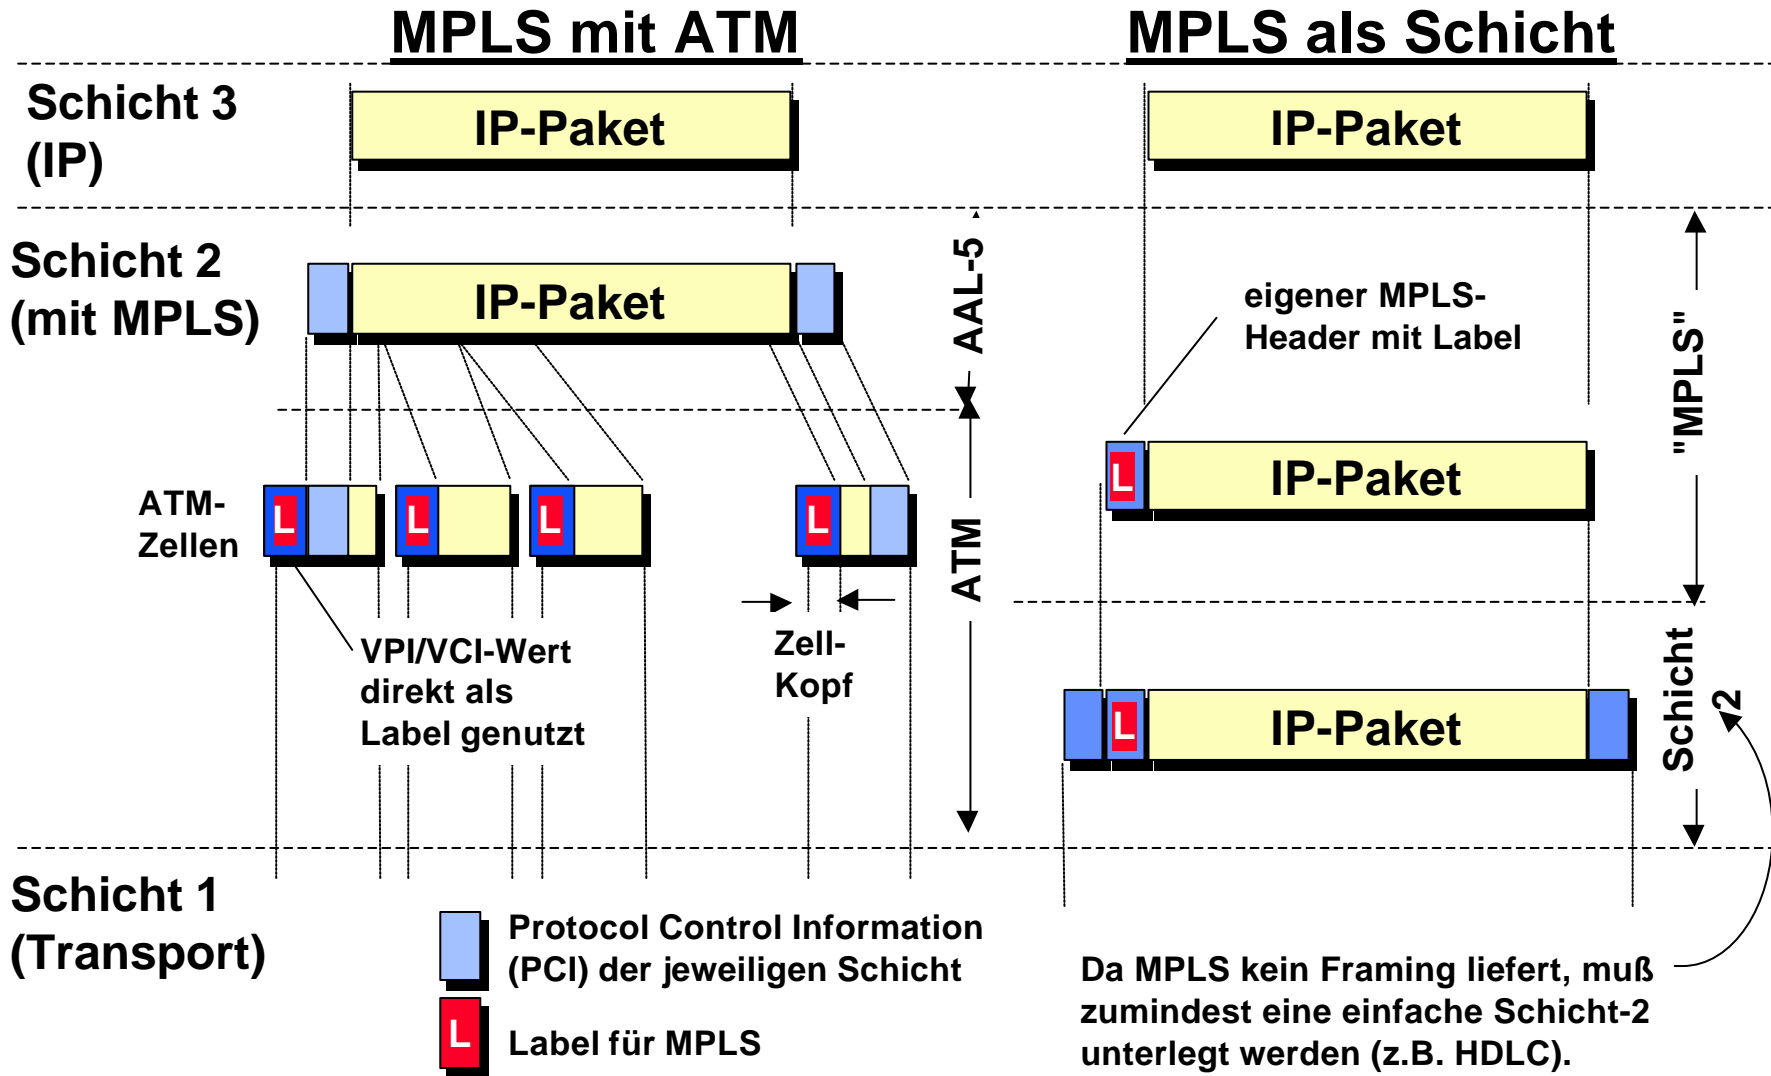 MPLS mit ATM
MPLS als Schicht
Schicht 3
(IP)
IP-Paket
IP-Paket
Schicht 2
(mit MPLS)
IP-Paket
AAL-5
eigener MPLS-
Header mit Label
"MPLS"
ATM-
Zellen
L
L
L
L
ATM
L
IP-Paket
VPI/VCI-Wert
direkt als
Label genutzt
Zell-
Kopf
L
IP-Paket
Schicht
2
Schicht 1
(Transport)
Protocol Control Information
(PCI) der jeweiligen Schicht
L
Label für MPLS
Da MPLS kein Framing liefert, muß
zumindest eine einfache Schicht-2
unterlegt werden (z.B. HDLC).